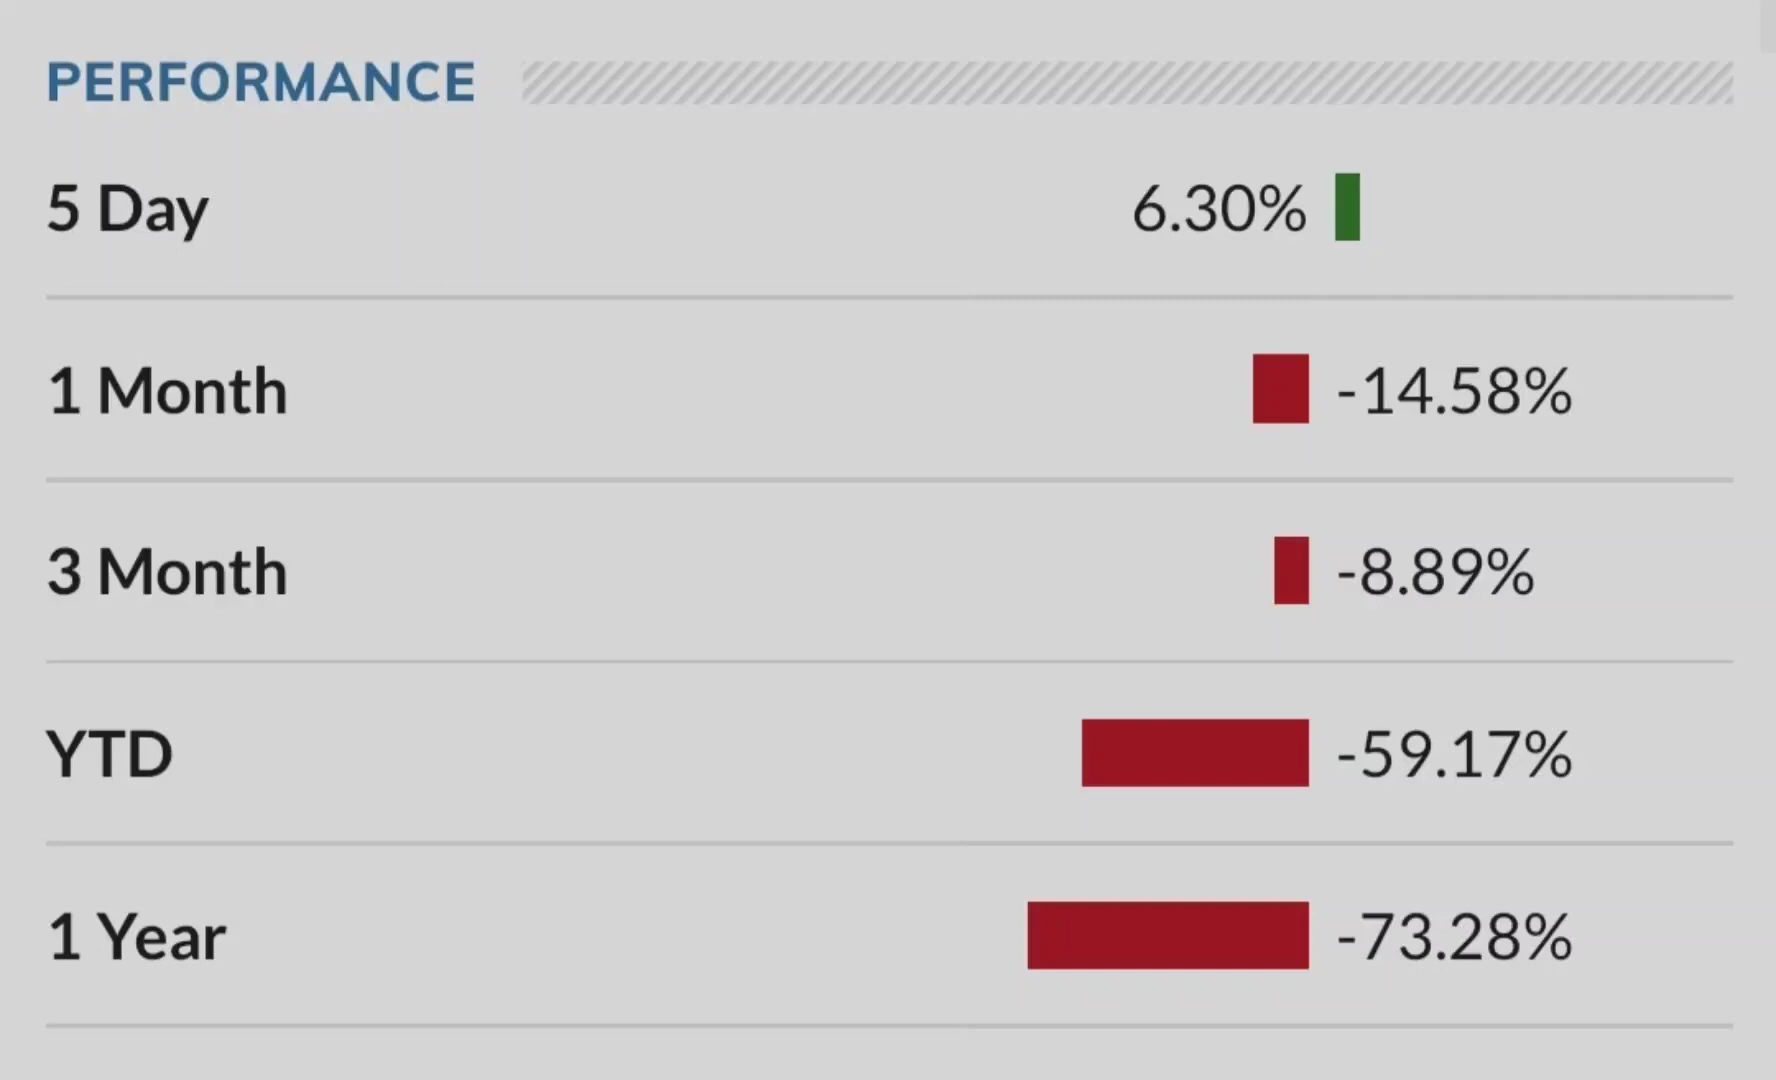 PERFORMANCE
5 Day 6.30%
1 Month -14.58%
3 Month -8.89%
YTD -59.17%
1 Year -73.28%